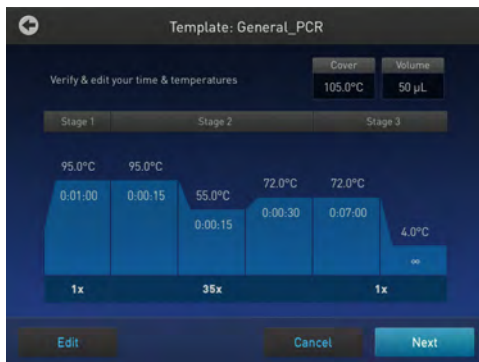 Template: General_PCR
Verify & edit your time & temperatures
Cover
105.0°C
Volume
50 µL
Stage 1
Stage 2
Stage 3
95.0°C
0:01:00
95.0°C
0:00:15
55.0°C
0:00:15
72.0°C
0:00:30
72.0°C
0:07:00
4.0°C
∞
1x
35x
1x
Edit
Cancel
Next